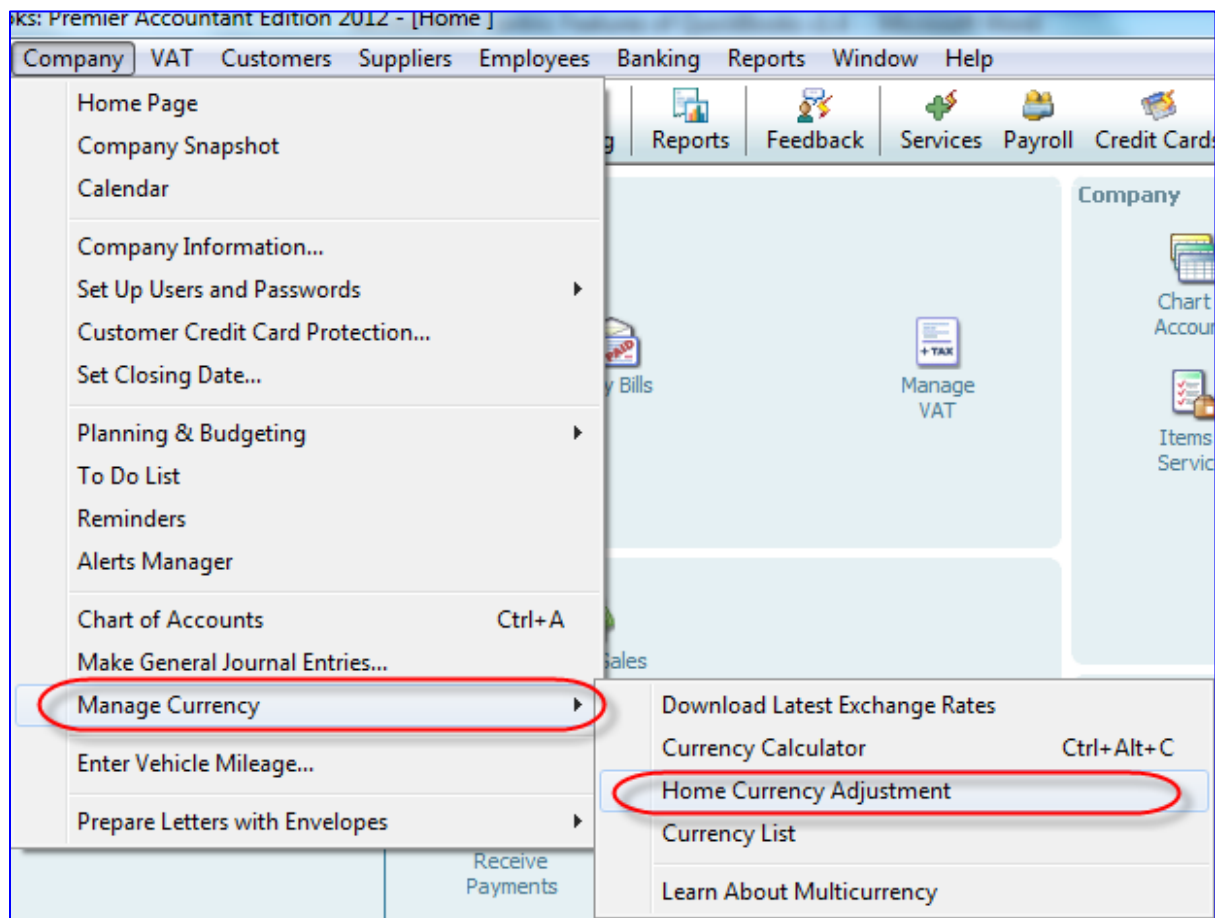 oks: Premier Accountant Edition 2012 - [Home ]
Company VAT Customers Suppliers Employees Banking Reports Window Help
Reports Feedback Services Payroll Credit Cards
Home Page
Company Snapshot
Calendar
Company Information...
Set Up Users and Passwords
Customer Credit Card Protection...
Set Closing Date...
Planning & Budgeting
To Do List
Reminders
Alerts Manager
Chart of Accounts Ctrl+A
Make General Journal Entries...
Manage Currency
Enter Vehicle Mileage...
Prepare Letters with Envelopes
Download Latest Exchange Rates
Currency Calculator Ctrl+Alt+C
Home Currency Adjustment
Currency List
Learn About Multicurrency
Company
Chart
Accour
Items
Servic
PAID
y Bills
+ TAX
Manage
VAT
Sales
Receive
Payments